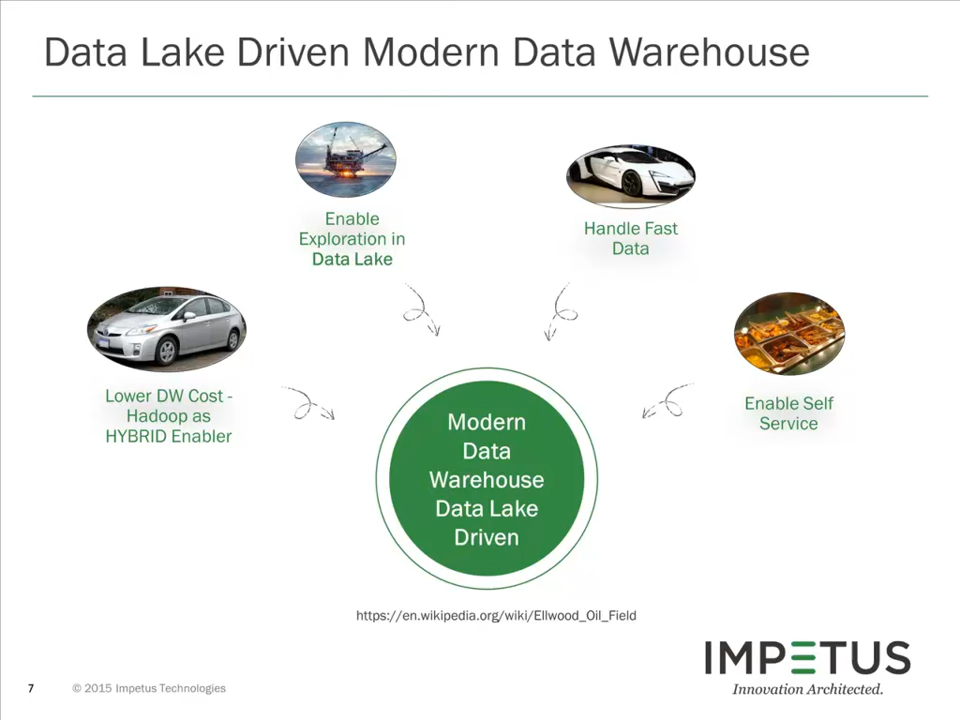 Data Lake Driven Modern Data Warehouse
Enable
Exploration in
Data Lake
Handle Fast
Data
Lower DW Cost -
Hadoop as
HYBRID Enabler
Enable Self
Service
Modern
Data
Warehouse
Data Lake
Driven
https://en.wikipedia.org/wiki/Ellwood_Oil_Field
IMPETUS
Innovation Architected.
7
© 2015 Impetus Technologies